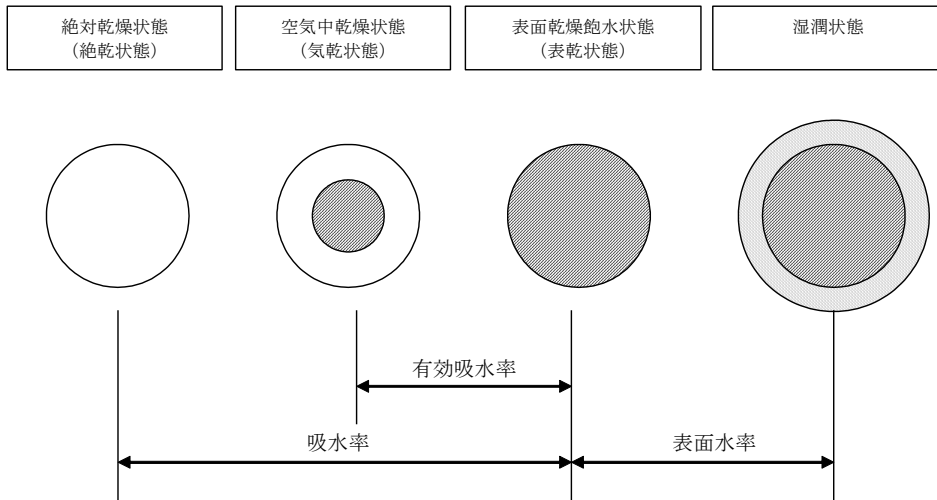 絶対乾燥状態
（絶乾状態）
空気中乾燥状態
（気乾状態）
表面乾燥飽水状態
（表乾状態）
湿潤状態
有効吸水率
吸水率
表面水率